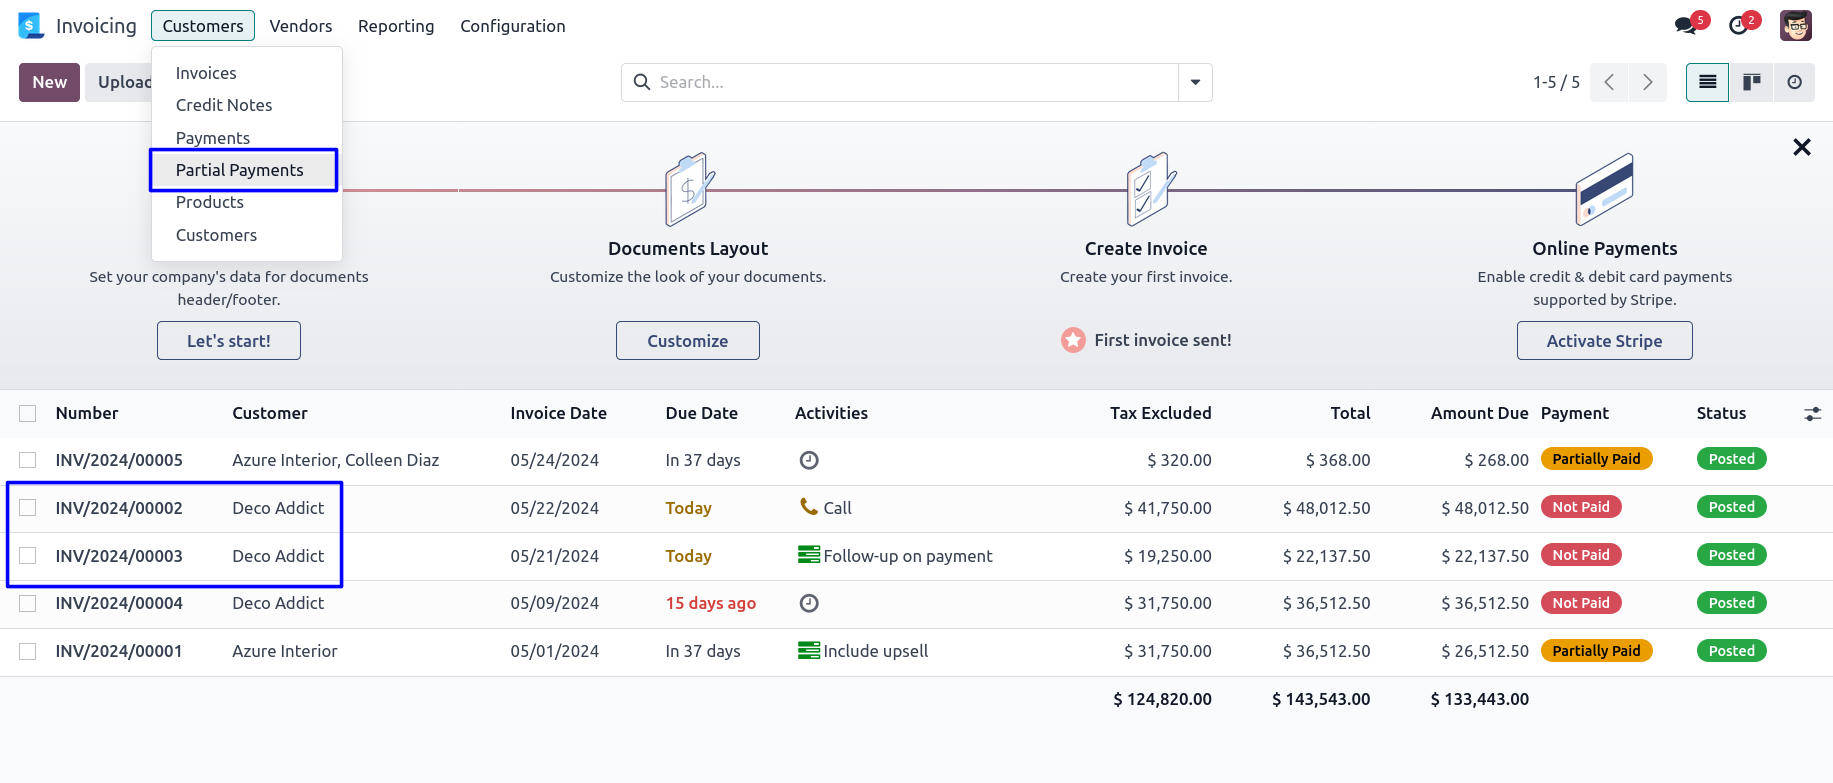 Invoicing Customers Vendors Reporting Configuration 5 2
New Upload Search... 1-5 / 5
Invoices
Credit Notes
Payments
Partial Payments
Products
Customers
Set your company's data for documents
header/footer.
Let's start!
Documents Layout
Customize the look of your documents.
Customize
Create Invoice
Create your first invoice.
First invoice sent!
Online Payments
Enable credit & debit card payments
supported by Stripe.
Activate Stripe
Number Customer Invoice Date Due Date Activities Tax Excluded Total Amount Due Payment Status
INV/2024/00005 Azure Interior, Colleen Diaz 05/24/2024 In 37 days $ 320.00 $ 368.00 $ 268.00 Partially Paid Posted
INV/2024/00002 Deco Addict 05/22/2024 Today Call $ 41,750.00 $ 48,012.50 $ 48,012.50 Not Paid Posted
INV/2024/00003 Deco Addict 05/21/2024 Today Follow-up on payment $ 19,250.00 $ 22,137.50 $ 22,137.50 Not Paid Posted
INV/2024/00004 Deco Addict 05/09/2024 15 days ago $ 31,750.00 $ 36,512.50 $ 36,512.50 Not Paid Posted
INV/2024/00001 Azure Interior 05/01/2024 In 37 days Include upsell $ 31,750.00 $ 36,512.50 $ 26,512.50 Partially Paid Posted
$ 124,820.00 $ 143,543.00 $ 133,443.00